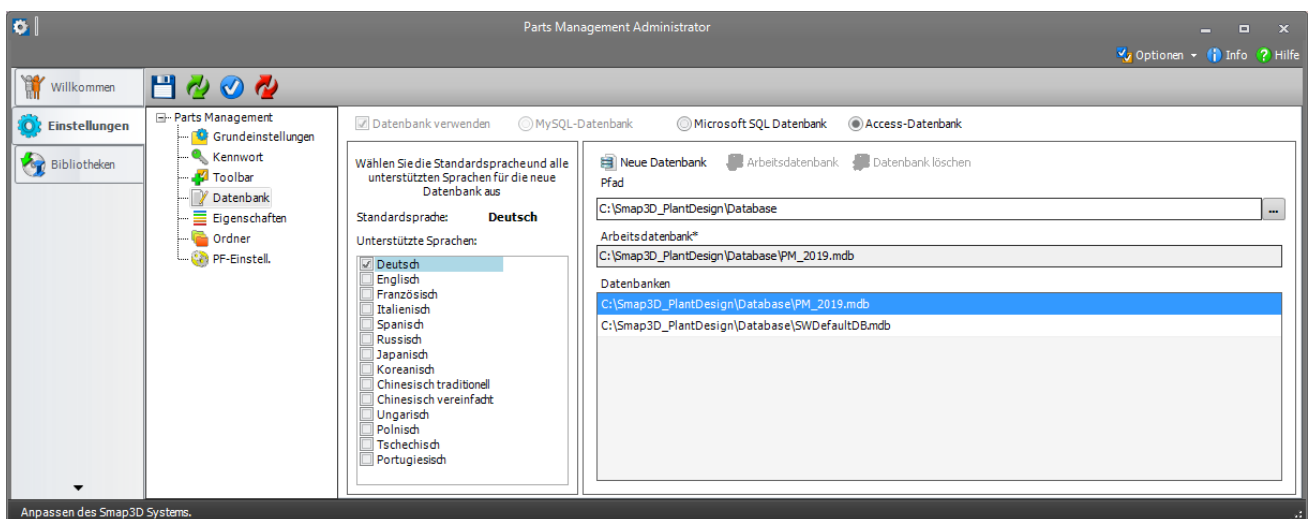 Parts Management Administrator
Optionen Info Hilfe
Willkommen
Einstellungen
Bibliotheken
Parts Management
Grundeinstellungen
Kennwort
Toolbar
Datenbank
Eigenschaften
Ordner
PF-Einstell.
Datenbank verwenden MySQL-Datenbank Microsoft SQL Datenbank Access-Datenbank
Wählen Sie die Standardsprache und alle
unterstützten Sprachen für die neue
Datenbank aus
Standardsprache: Deutsch
Unterstützte Sprachen:
Deutsch
Englisch
Französisch
Italienisch
Spanisch
Russisch
Japanisch
Koreanisch
Chinesisch traditionell
Chinesisch vereinfacht
Ungarisch
Polnisch
Tschechisch
Portugiesisch
Neue Datenbank Arbeitsdatenbank Datenbank löschen
Pfad
C:\Smap3D_PlantDesign\Database
...
Arbeitsdatenbank*
C:\Smap3D_PlantDesign\Database\PM_2019.mdb
Datenbanken
C:\Smap3D_PlantDesign\Database\PM_2019.mdb
C:\Smap3D_PlantDesign\Database\SWDefaultDB.mdb
Anpassen des Smap3D Systems.